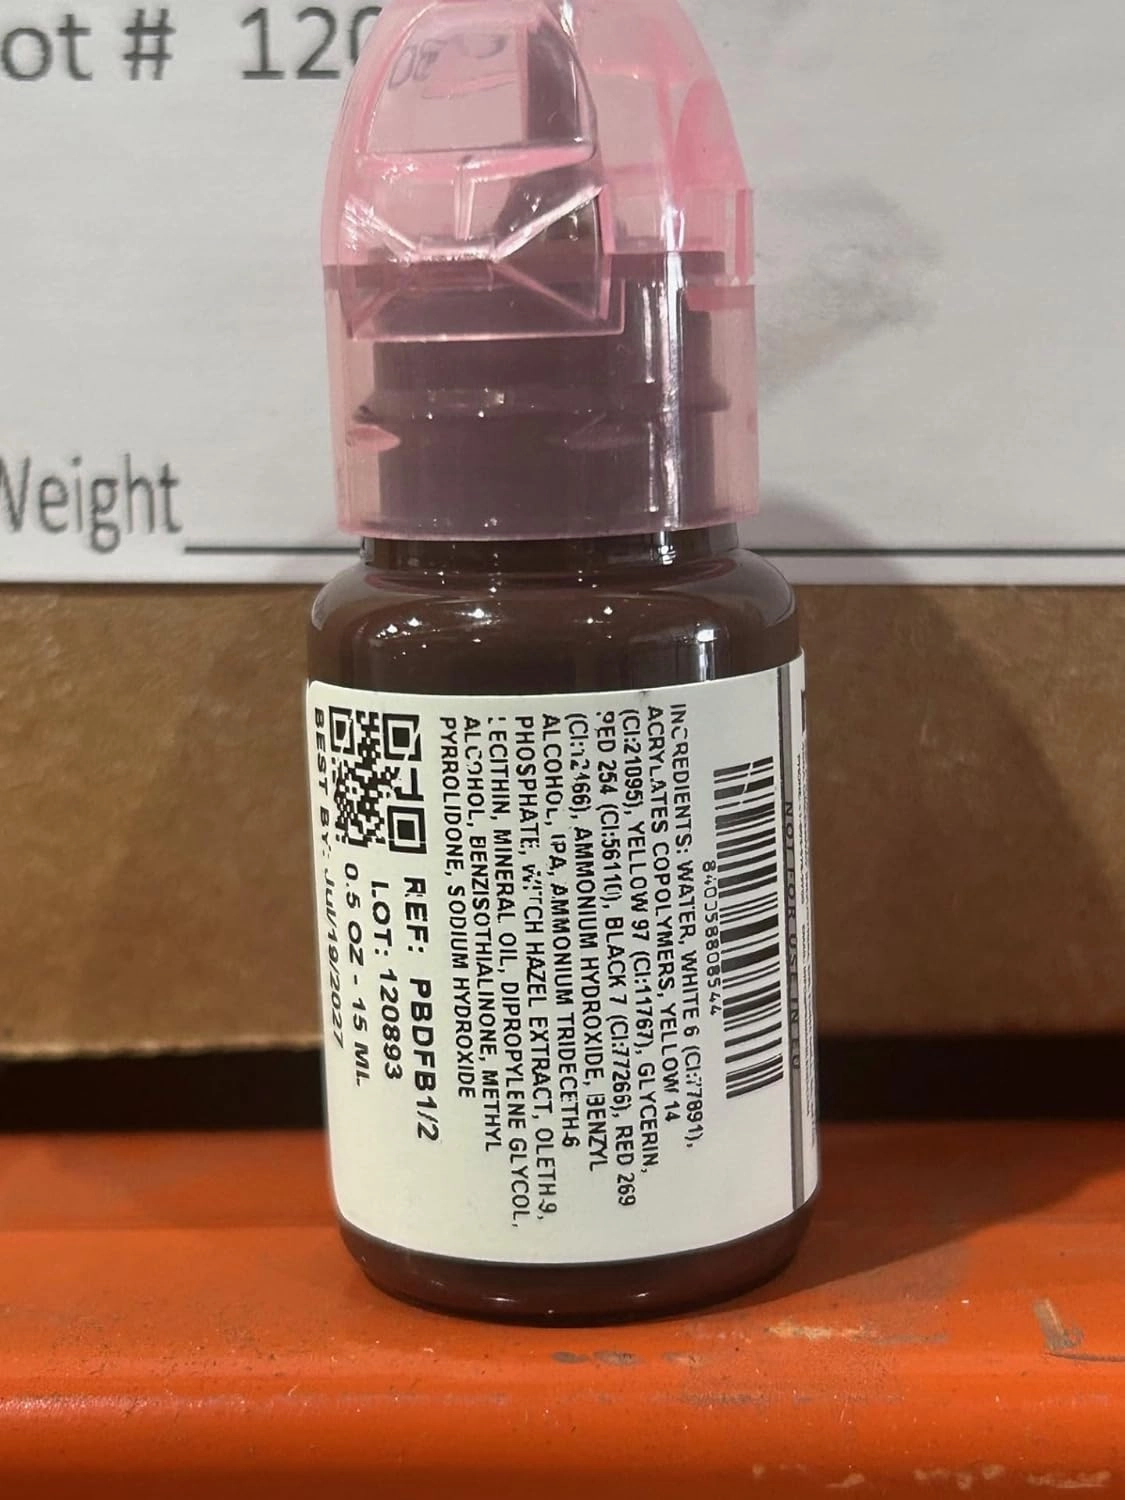 ot # 120
Weight
840058808544
INGREDIENTS: WATER, WHITE 6 (CI:77891),
ACRYLATES COPOLYMERS, YELLOW 14
(CI:21095), YELLOW 97 (CI:11767), GLYCERIN,
RED 254 (CI:56110), BLACK 7 (CI:77266), RED 269
(CI:12466), AMMONIUM HYDROXIDE, BENZYL
ALCOHOL, IPA, AMMONIUM TRIDECETH-6
PHOSPHATE, WITCH HAZEL EXTRACT, OLETH-9,
LECITHIN, MINERAL OIL, DIPROPYLENE GLYCOL,
ALCOHOL, BENZISOTHIALINONE, METHYL
PYRROLIDONE, SODIUM HYDROXIDE
REF: PBDFB1/2
LOT: 120893
0.5 OZ - 15 ML
BEST BY: Jul/19/2027
NOT FOR USE IN EU